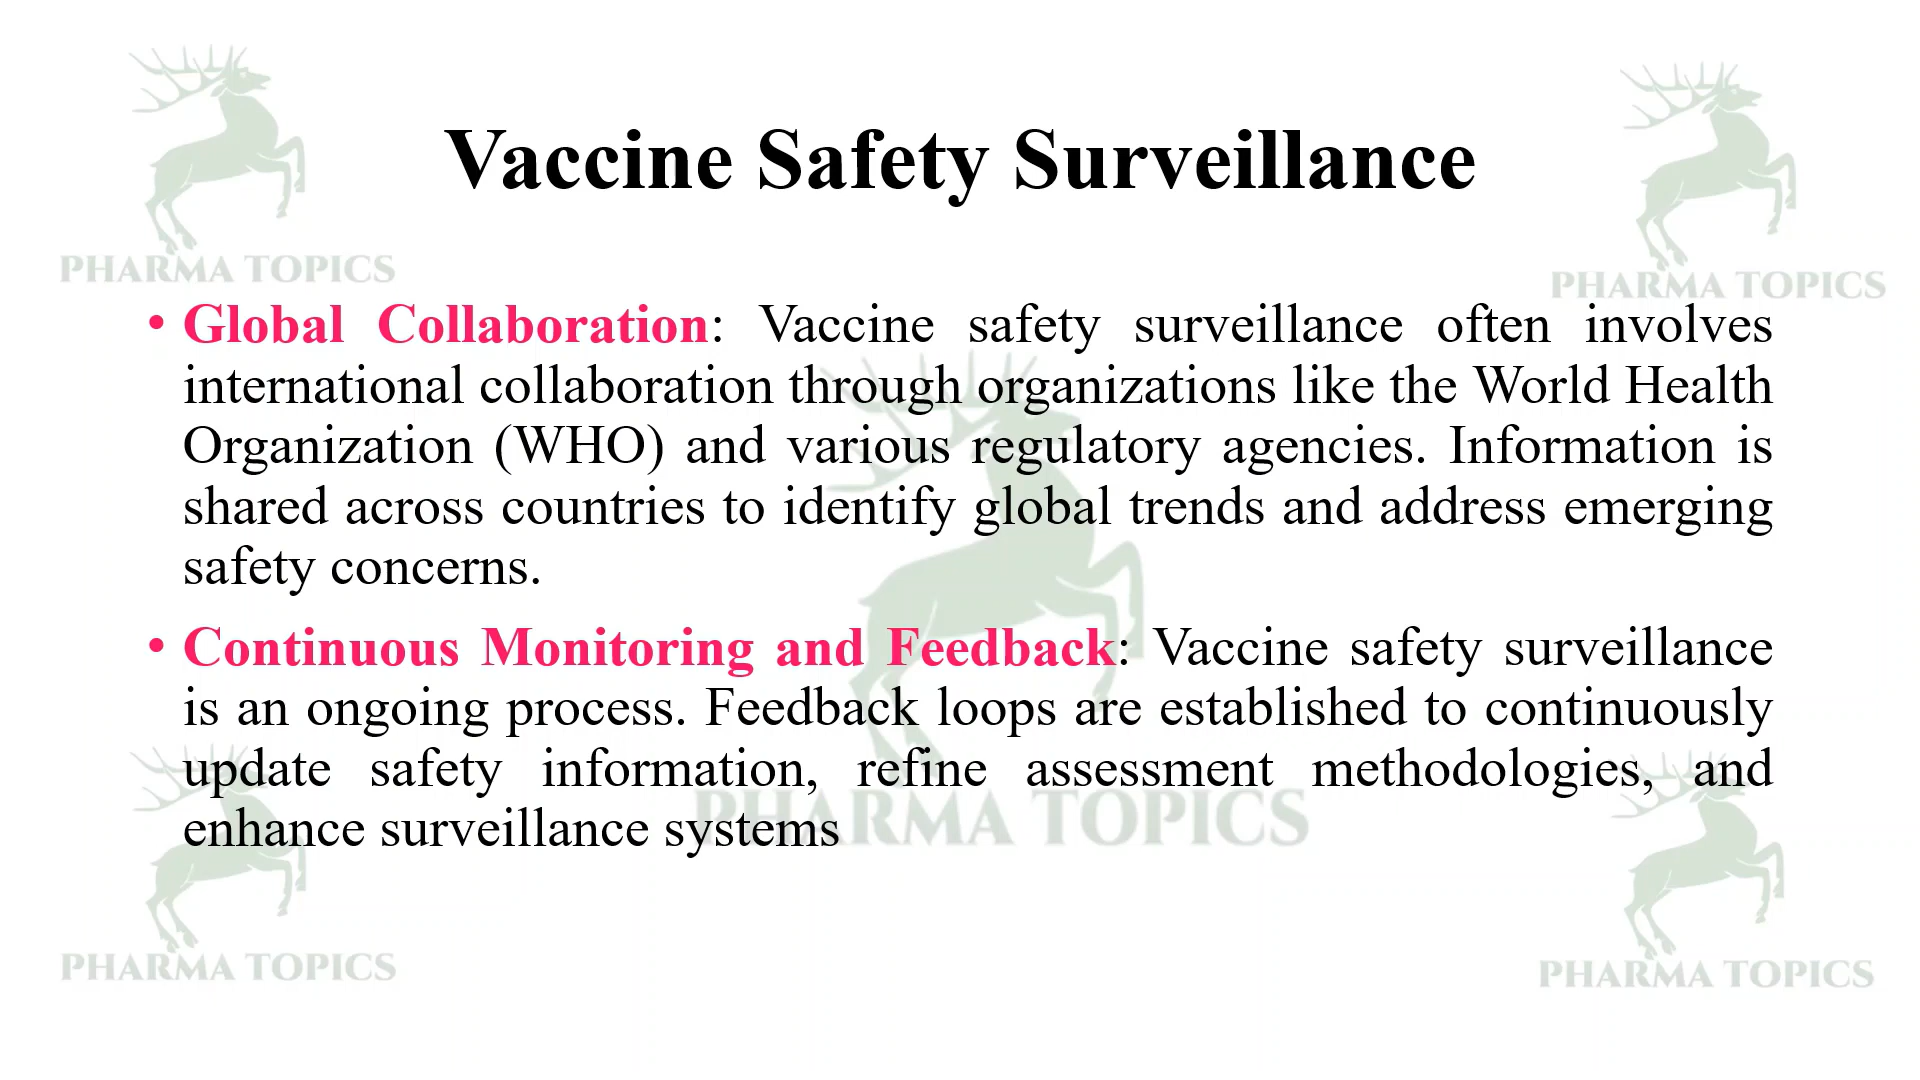 Vaccine Safety Surveillance
PHARMA TOPICS
PHARMA TOPICS
• Global Collaboration: Vaccine safety surveillance often involves
international collaboration through organizations like the World Health
Organization (WHO) and various regulatory agencies. Information is
shared across countries to identify global trends and address emerging
safety concerns.
• Continuous Monitoring and Feedback: Vaccine safety surveillance
is an ongoing process. Feedback loops are established to continuously
update safety information, refine assessment methodologies, and
enhance surveillance systems
PHARMA TOPICS
PHARMA TOPICS
PHARMA TOPICS